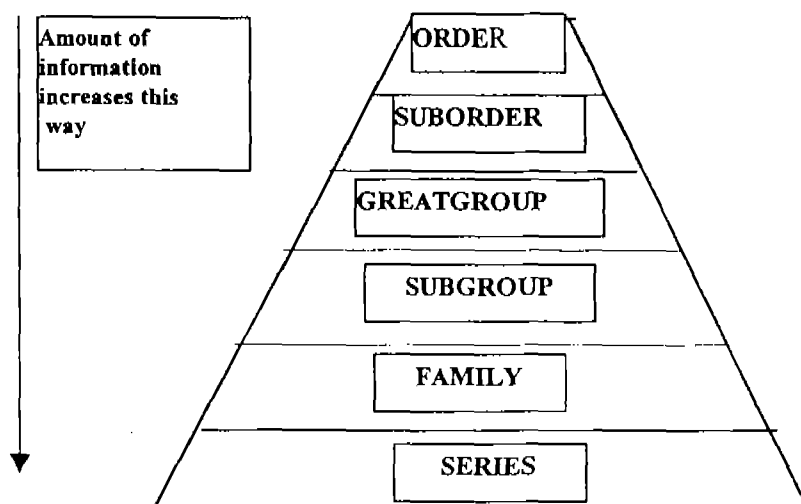 Amount of
information
increases this
way
ORDER
SUBORDER
GREATGROUP
SUBGROUP
FAMILY
SERIES